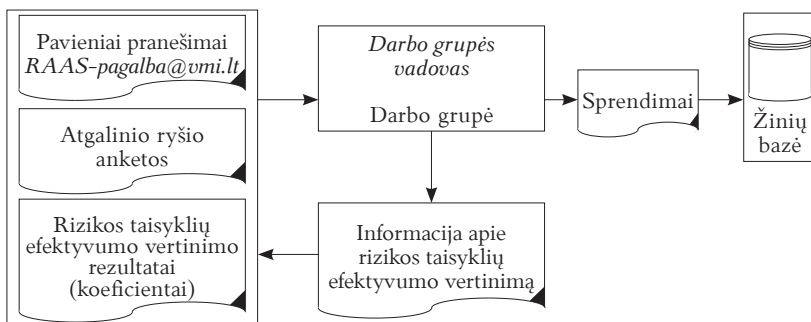 Pavieniai pranešimai
RAAS-pagalba@vmi.lt
Atgalinio ryšio
anketos
Rizikos taisyklių
efektyvumo vertinimo
rezultatai
(koeficientai)
Darbo grupės
vadovas
Darbo grupė
Informacija apie
rizikos taisyklių
efektyvumo vertinimą
Sprendimai
Žinių
bazė